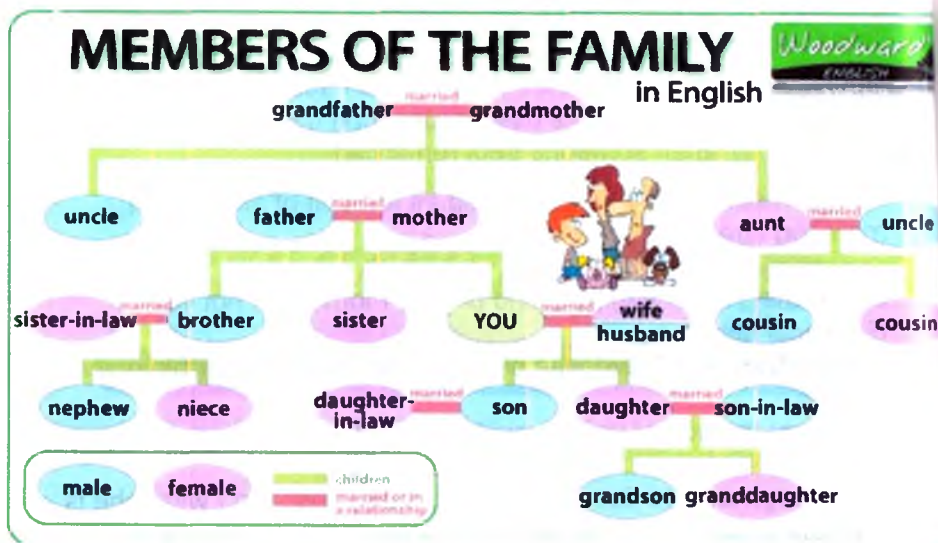 MEMBERS OF THE FAMILY
Woodward
ENGLISH
in English
married
grandfather
grandmother
uncle
father
married
mother
aunt
married
uncle
sister-in-law
married
brother
sister
YOU
married
wife
husband
cousin
cousin
nephew
niece
daughter-
in-law
married
son
daughter
married
son-in-law
male
female
children
married or in
a relationship
grandson
granddaughter